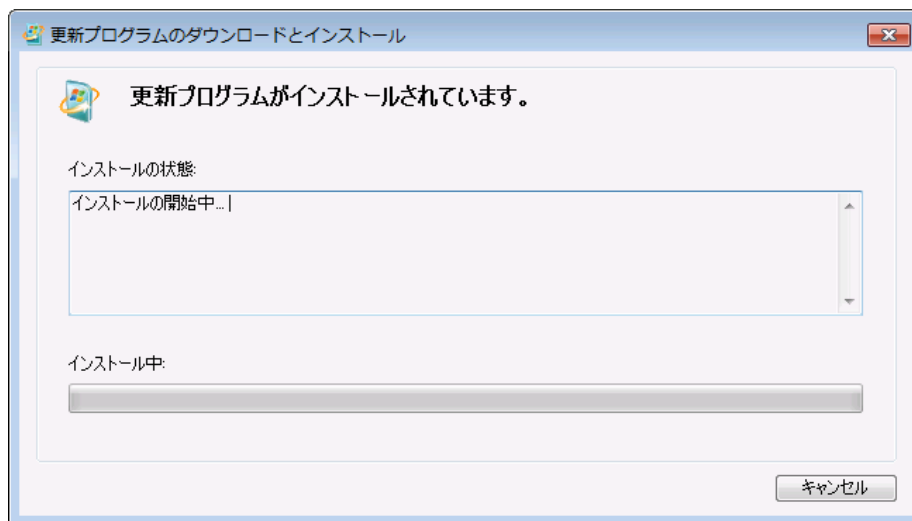 更新プログラムのダウンロードとインストール
更新プログラムがインストールされています。
インストールの状態:
インストールの開始中...
インストール中:
キャンセル